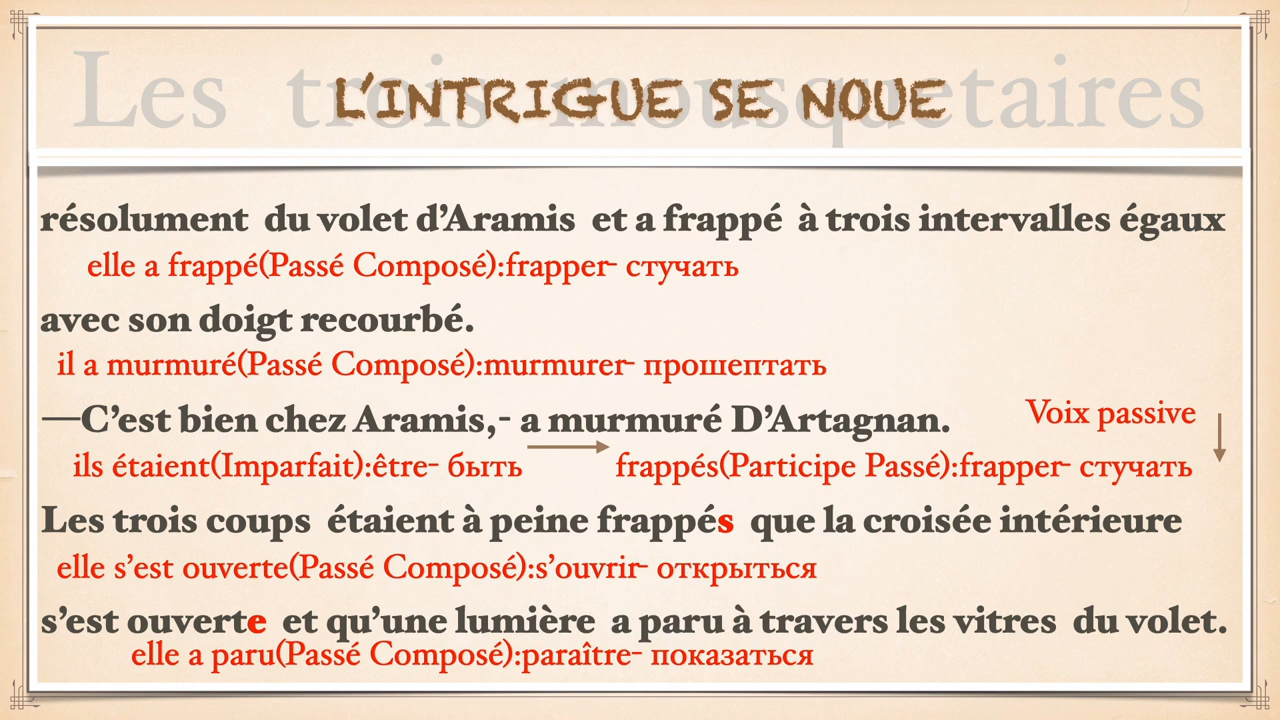 Les trois mousquetaires
L'INTRIGUE SE NOUE
résolument du volet d'Aramis et a frappé à trois intervalles égaux
elle a frappé(Passé Composé):frapper- стучать
avec son doigt recourbé.
il a murmuré(Passé Composé):murmurer- прошептать
—C'est bien chez Aramis,- a murmuré D'Artagnan.
Voix passive
ils étaient(Imparfait):être- быть
frappés(Participe Passé):frapper- стучать
Les trois coups étaient à peine frappés que la croisée intérieure
elle s'est ouverte(Passé Composé):s'ouvrir- открыться
s'est ouverte et qu'une lumière a paru à travers les vitres du volet.
elle a paru(Passé Composé):paraître- показаться